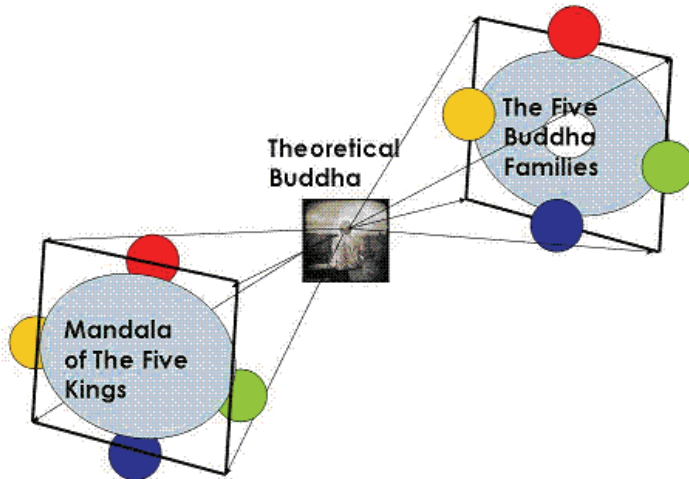 The Five
Buddha
Families
Theoretical
Buddha
Mandala
of The Five
Kings